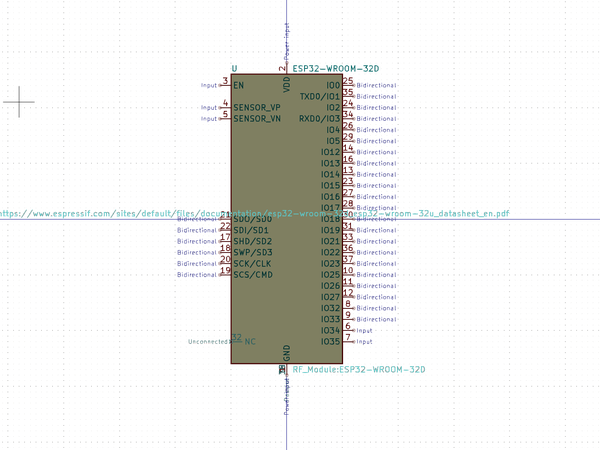 Power input
U ESP32-WROOM-32D
2
VDD
Input 3 EN IO0 25 Bidirectional
TXD0/IO1 35 Bidirectional
Input 4 SENSOR_VP IO2 24 Bidirectional
Input 5 SENSOR_VN RXD0/IO3 34 Bidirectional
IO4 26 Bidirectional
IO5 29 Bidirectional
IO12 14 Bidirectional
IO13 16 Bidirectional
IO14 13 Bidirectional
IO15 23 Bidirectional
IO16 27 Bidirectional
IO17 28 Bidirectional
https://www.espressif.com/sites/default/files/documentation/esp32-wroom-32d_esp32-wroom-32u_datasheet_en.pdf
Bidirectional 21 SDO/SD0 IO18 Bidirectional
Bidirectional 22 SDI/SD1 IO19 31 Bidirectional
Bidirectional 17 SHD/SD2 IO21 33 Bidirectional
Bidirectional 18 SWP/SD3 IO22 36 Bidirectional
Bidirectional 20 SCK/CLK IO23 37 Bidirectional
Bidirectional 19 SCS/CMD IO25 10 Bidirectional
IO26 11 Bidirectional
IO27 12 Bidirectional
IO32 8 Bidirectional
IO33 9 Bidirectional
IO34 6 Input
Unconnected 32 NC IO35 7 Input
GND
RF_Module:ESP32-WROOM-32D